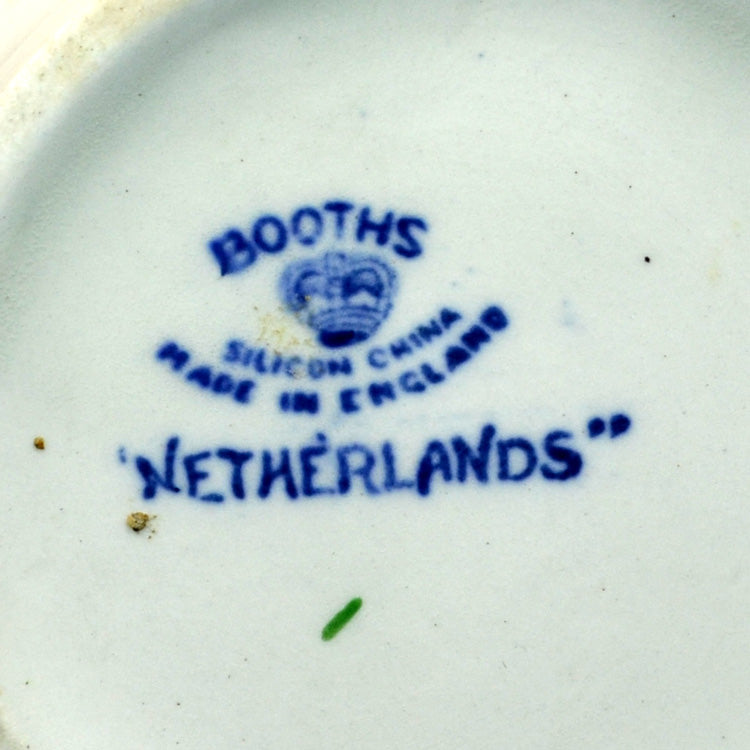 BOOTHS
SILICON CHINA
MADE IN ENGLAND
"NETHERLANDS"